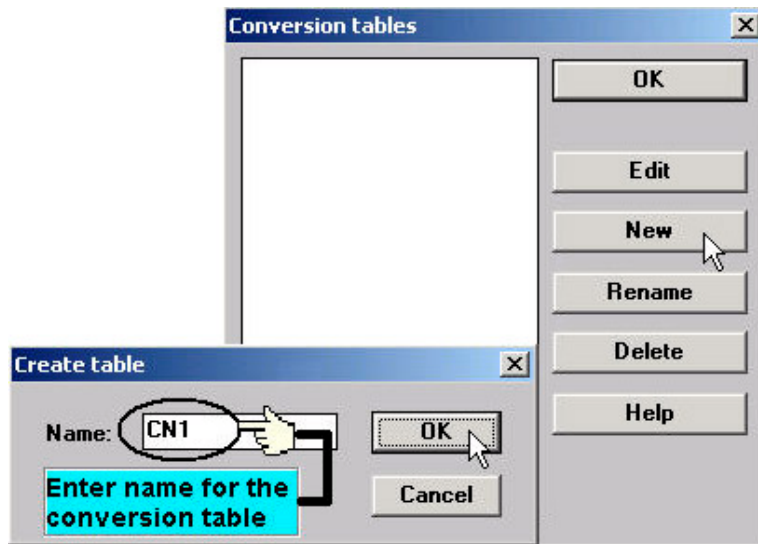 Conversion tables
OK
Edit
New
Rename
Delete
Help
Create table
Name: CN1
OK
Cancel
Enter name for the
conversion table